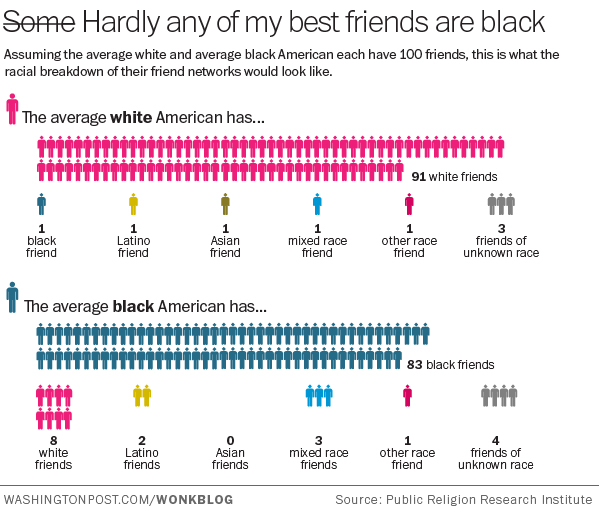 Some Hardly any of my best friends are black
Assuming the average white and average black American each have 100 friends, this is what the
racial breakdown of their friend networks would look like.
The average white American has...
91 white friends
1 1 1 1 1 3
black Latino Asian mixed race other race friends of
friend friend friend friend friend unknown race
The average black American has...
83 black friends
8 2 0 3 1 4
white Latino Asian mixed race other race friends of
friends friends friends friends friend unknown race
WASHINGTONPOST.COM/WONKBLOG Source: Public Religion Research Institute